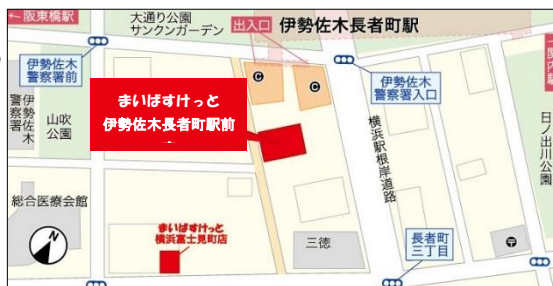 ←阪東橋駅
大通り公園
サンクンガーデン
出入口
伊勢佐木長者町駅
伊勢佐木
警察署前
伊勢佐木
警察署入口
関内駅
まいばすけっと
伊勢佐木長者町駅前
伊勢佐木
警察署
山吹
公園
横浜駅根岸道路
日ノ出川公園
総合医療会館
まいばすけっと
横浜富士見町店
三徳
長者町
三丁目
N